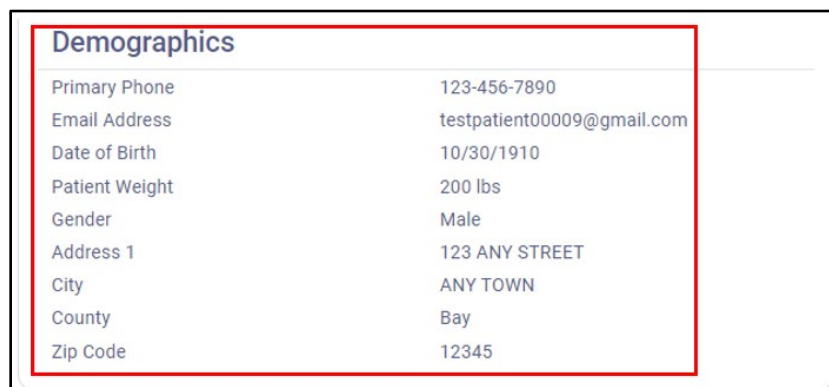 Demographics
Primary Phone 123-456-7890
Email Address testpatient00009@gmail.com
Date of Birth 10/30/1910
Patient Weight 200 lbs
Gender Male
Address 1 123 ANY STREET
City ANY TOWN
County Bay
Zip Code 12345